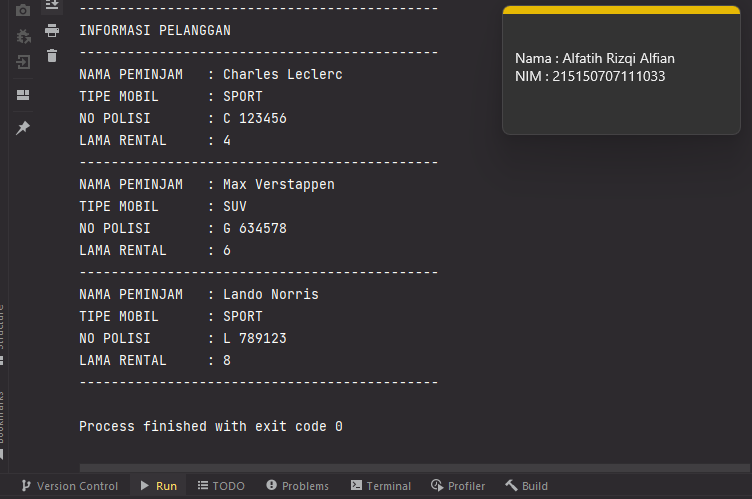 ---------------------------------------------
INFORMASI PELANGGAN
---------------------------------------------
NAMA PEMINJAM   : Charles Leclerc
TIPE MOBIL      : SPORT
NO POLISI       : C 123456
LAMA RENTAL     : 4
---------------------------------------------
NAMA PEMINJAM   : Max Verstappen
TIPE MOBIL      : SUV
NO POLISI       : G 634578
LAMA RENTAL     : 6
---------------------------------------------
NAMA PEMINJAM   : Lando Norris
TIPE MOBIL      : SPORT
NO POLISI       : L 789123
LAMA RENTAL     : 8
---------------------------------------------
Process finished with exit code 0
Nama : Alfatih Rizqi Alfian
NIM : 215150707111033
Version Control Run TODO Problems Terminal Profiler Build